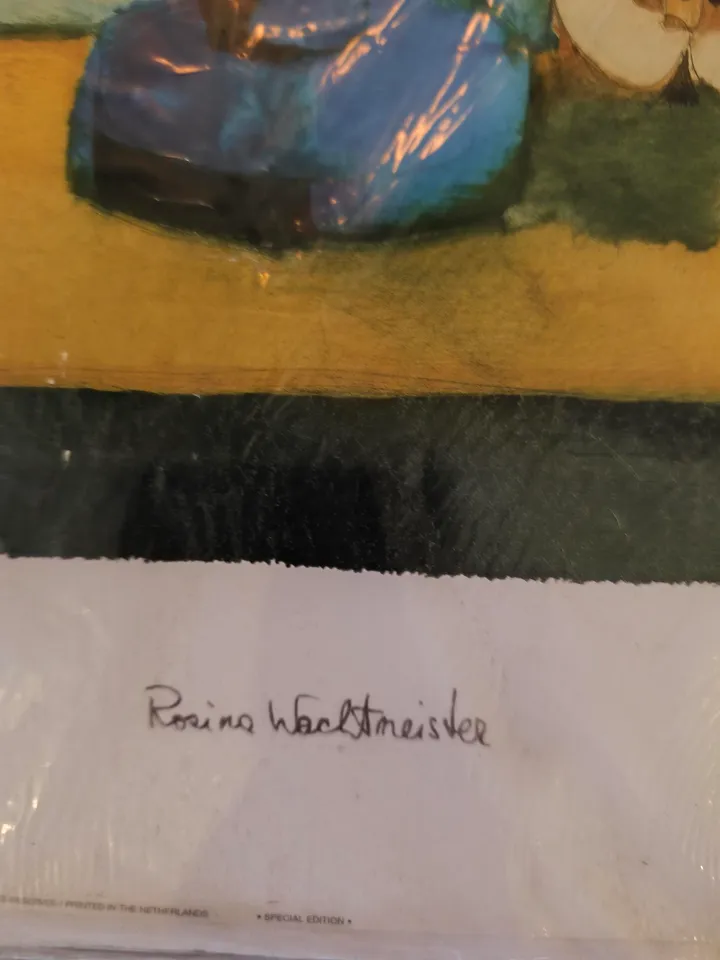 Rosina Wachtmeister
PRINTED IN THE NETHERLANDS
• SPECIAL EDITION •